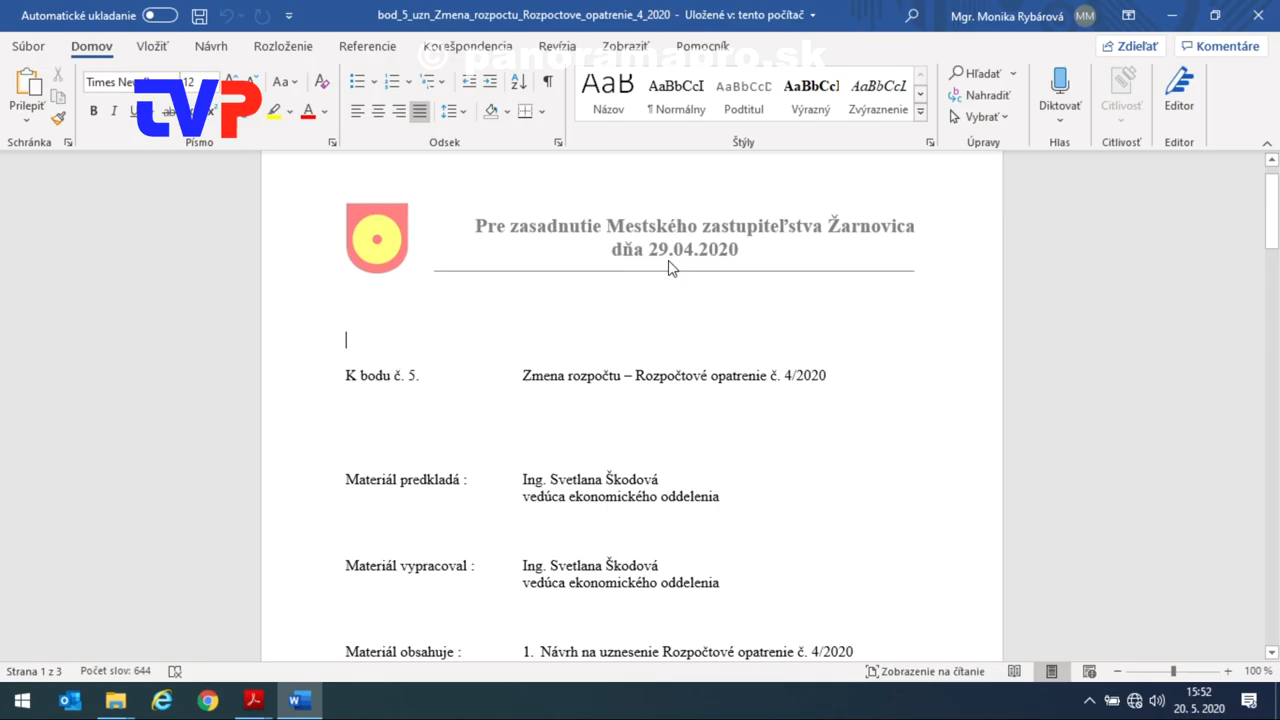 Automatické ukladanie
bod_5_uzn_Zmena_rozpoctu_Rozpoctove_opatrenie_4_2020 - Uložené v: tento počítač
Mgr. Monika Rybárová MM
Súbor Domov Vložiť Návrh Rozloženie Referencie Korešpondencia Revízia Zobraziť Pomocník
Zdieľať Komentáre
© panoramapro.sk
Prilepiť
Times New 12
Aa
TVP
AaB AaBbCcI AaBbCcD AaBbCcI AaBbCcI
Názov ¶ Normálny Podtitul Výrazný Zvýraznenie
Hľadať
Nahradiť
Vybrať
Diktovať Citlivosť Editor
Schránka Písmo Odsek Štýly Úpravy Hlas Citlivosť Editor
Pre zasadnutie Mestského zastupiteľstva Žarnovica
dňa 29.04.2020
K bodu č. 5. Zmena rozpočtu – Rozpočtové opatrenie č. 4/2020
Materiál predkladá : Ing. Svetlana Škodová
vedúca ekonomického oddelenia
Materiál vypracoval : Ing. Svetlana Škodová
vedúca ekonomického oddelenia
Materiál obsahuje : 1. Návrh na uznesenie Rozpočtové opatrenie č. 4/2020
Strana 1 z 3 Počet slov: 644
Zobrazenie na čítanie
100 %
15:52
20. 5. 2020